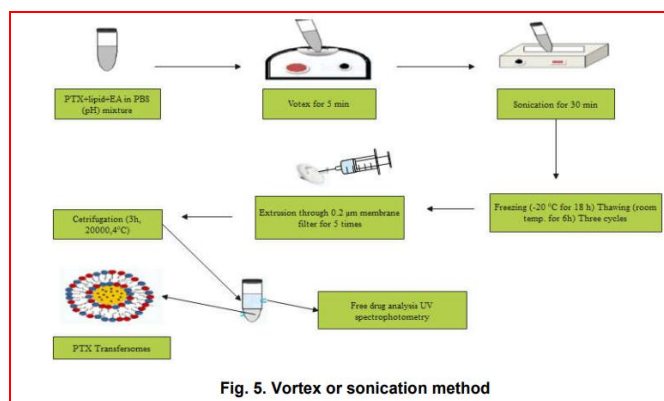 PTX+lipid+EA in PBS
(pH) mixture
Votex for 5 min
Sonication for 30 min
Extrusion through 0.2 µm membrane
filter for 5 times
Freezing (-20 °C for 18 h) Thawing (room
temp. for 6h) Three cycles
Cetrifugation (3h,
20000,4°C)
Free drug analysis UV
spectrophotometry
PTX Transfersomes
Fig. 5. Vortex or sonication method